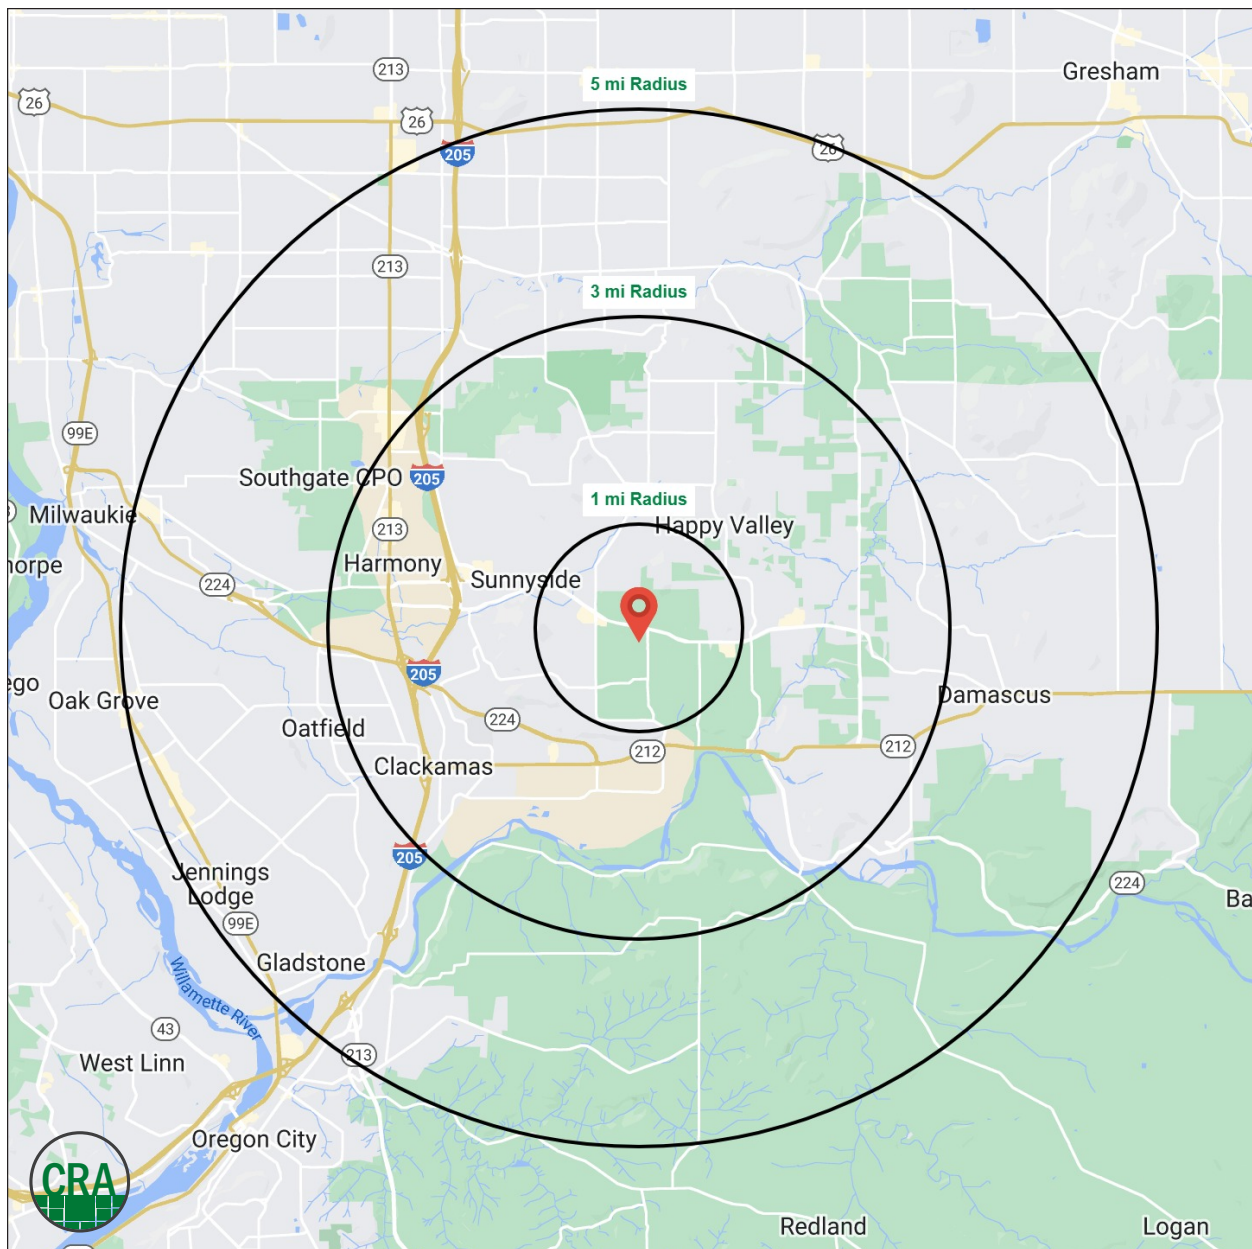 213
Gresham
5 mi Radius
26
26
26
205
213
3 mi Radius
99E
Southgate CPO
205
1 mi Radius
Milwaukie
213
Happy Valley
horpe
Harmony
Sunnyside
224
205
ego
Oak Grove
Damascus
Oatfield
224
212
212
Clackamas
205
Jennings
Lodge
224
Ba
99E
Gladstone
Willamette River
43
213
West Linn
Oregon City
CRA
Redland
Logan